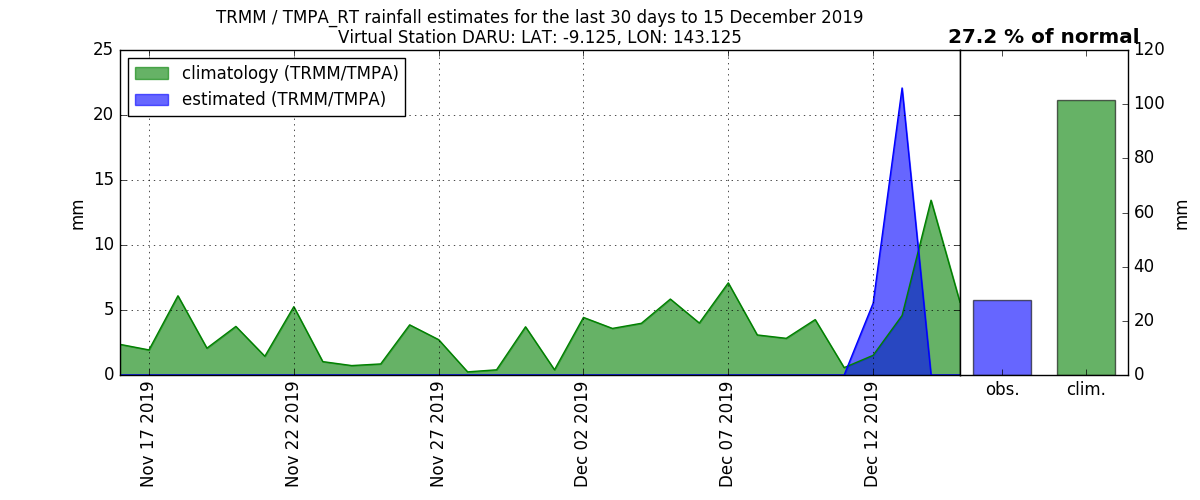 TRMM / TMPA_RT rainfall estimates for the last 30 days to 15 December 2019
Virtual Station DARU: LAT: -9.125, LON: 143.125
27.2 % of normal
climatology (TRMM/TMPA)
estimated (TRMM/TMPA)
25
20
15
10
5
0
mm
Nov 17 2019
Nov 22 2019
Nov 27 2019
Dec 02 2019
Dec 07 2019
Dec 12 2019
120
100
80
60
40
20
0
mm
obs.
clim.